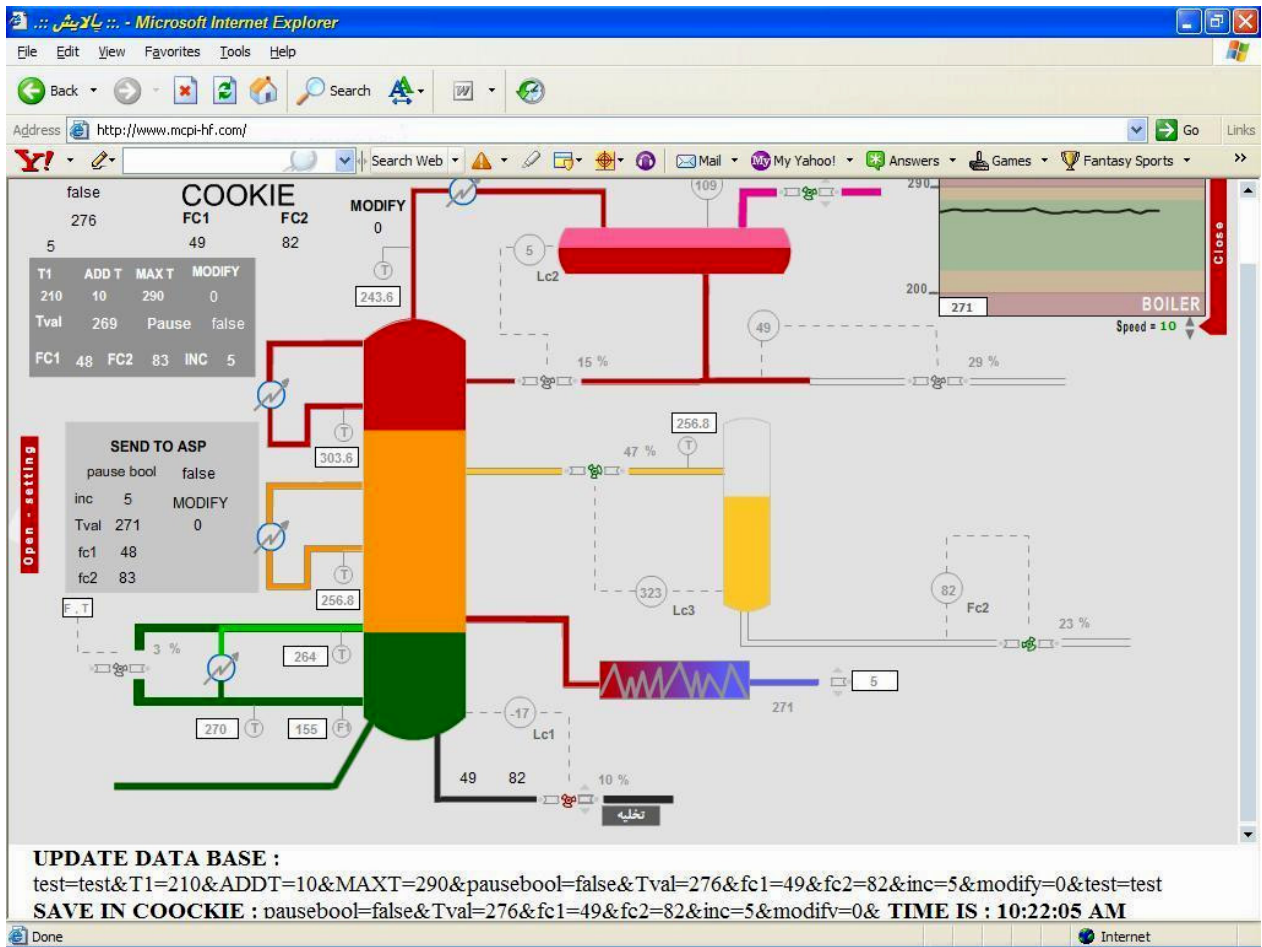 .:: پالایش ::. - Microsoft Internet Explorer
File Edit View Favorites Tools Help
Back Search
Address http://www.mcpi-hf.com/ Go Links
Y! Search Web Mail My My Yahoo! Answers Games Fantasy Sports »
false COOKIE
276 FC1 FC2 MODIFY
5 49 82 0
T1 ADD T MAX T MODIFY
210 10 290 0
Tval 269 Pause false
FC1 48 FC2 83 INC 5
T
243.6
109
5
Lc2
15 %
49
29 %
290
200
271
BOILER
Speed = 10
Close
T
303.6
Open - setting
SEND TO ASP
pause bool false
inc 5 MODIFY
Tval 271 0
fc1 48
fc2 83
256.8
T
47 %
T
256.8
323
Lc3
82
Fc2
23 %
F , T
3 %
264 T
270 T 155 F1
5
271
-17
Lc1
49 82 10 %
تخلیه
UPDATE DATA BASE :
test=test&T1=210&ADDT=10&MAXT=290&pausebool=false&Tval=276&fc1=49&fc2=82&inc=5&modify=0&test=test
SAVE IN COOCKIE : pausebool=false&Tval=276&fc1=49&fc2=82&inc=5&modify=0& TIME IS : 10:22:05 AM
Done Internet